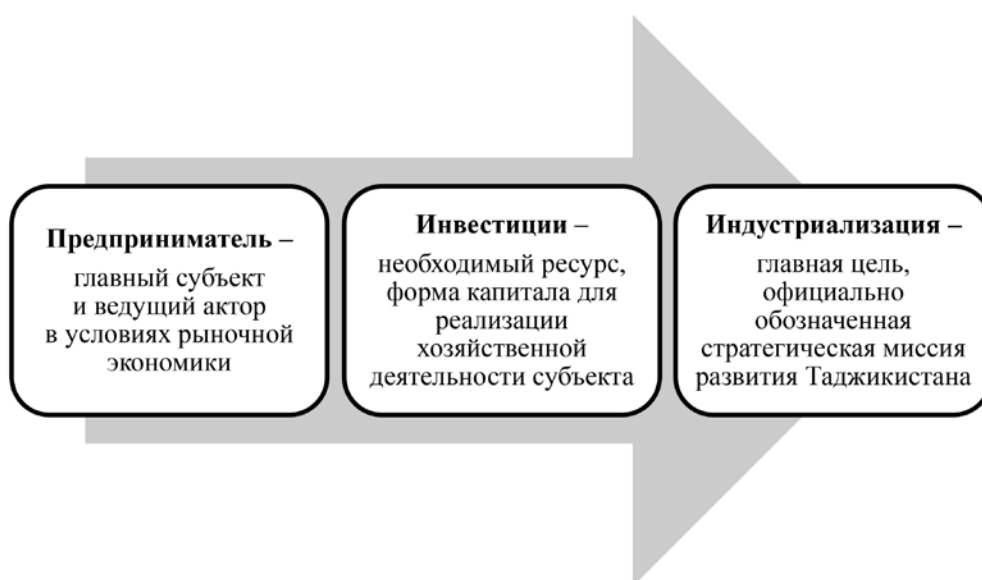 Предприниматель –
главный субъект
и ведущий актор
в условиях рыночной
экономики
Инвестиции –
необходимый ресурс,
форма капитала для
реализации
хозяйственной
деятельности субъекта
Индустриализация –
главная цель,
официально
обозначенная
стратегическая миссия
развития Таджикистана